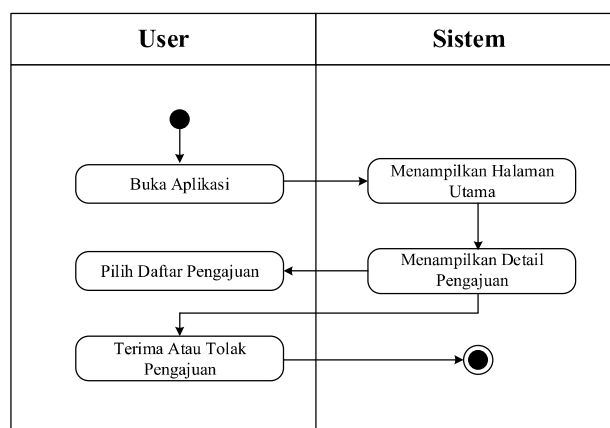 User
Sistem
Buka Aplikasi
Menampilkan Halaman
Utama
Pilih Daftar Pengajuan
Menampilkan Detail
Pengajuan
Terima Atau Tolak
Pengajuan